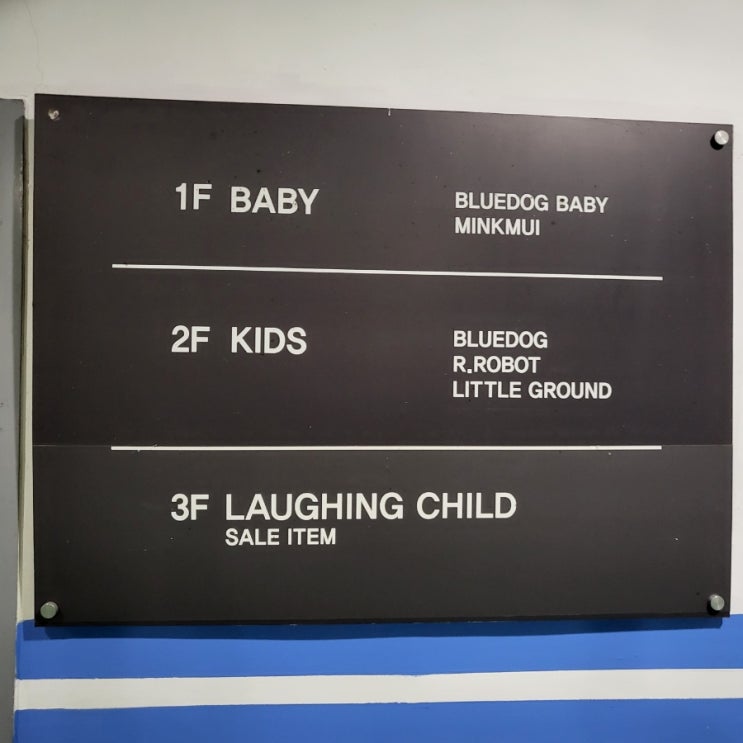 1F BABY
BLUEDOG BABY
MINKMUI
2F KIDS
BLUEDOG
R.ROBOT
LITTLE GROUND
3F LAUGHING CHILD
SALE ITEM